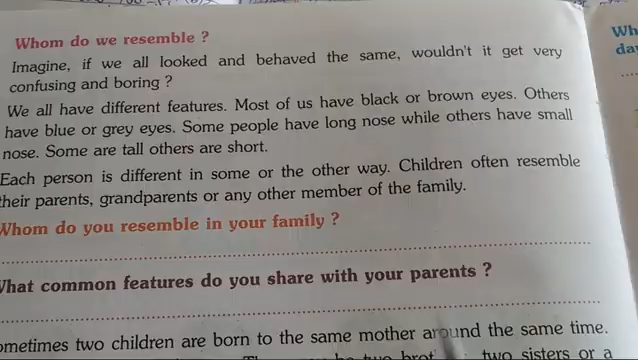 Whom do we resemble ?
Imagine, if we all looked and behaved the same, wouldn't it get very
confusing and boring ?
We all have different features. Most of us have black or brown eyes. Others
have blue or grey eyes. Some people have long nose while others have small
nose. Some are tall others are short.
Each person is different in some or the other way. Children often resemble
their parents, grandparents or any other member of the family.
Whom do you resemble in your family ?
What common features do you share with your parents ?
ometimes two children are born to the same mother around the same time.
be two brot two sisters or a
Wh
da